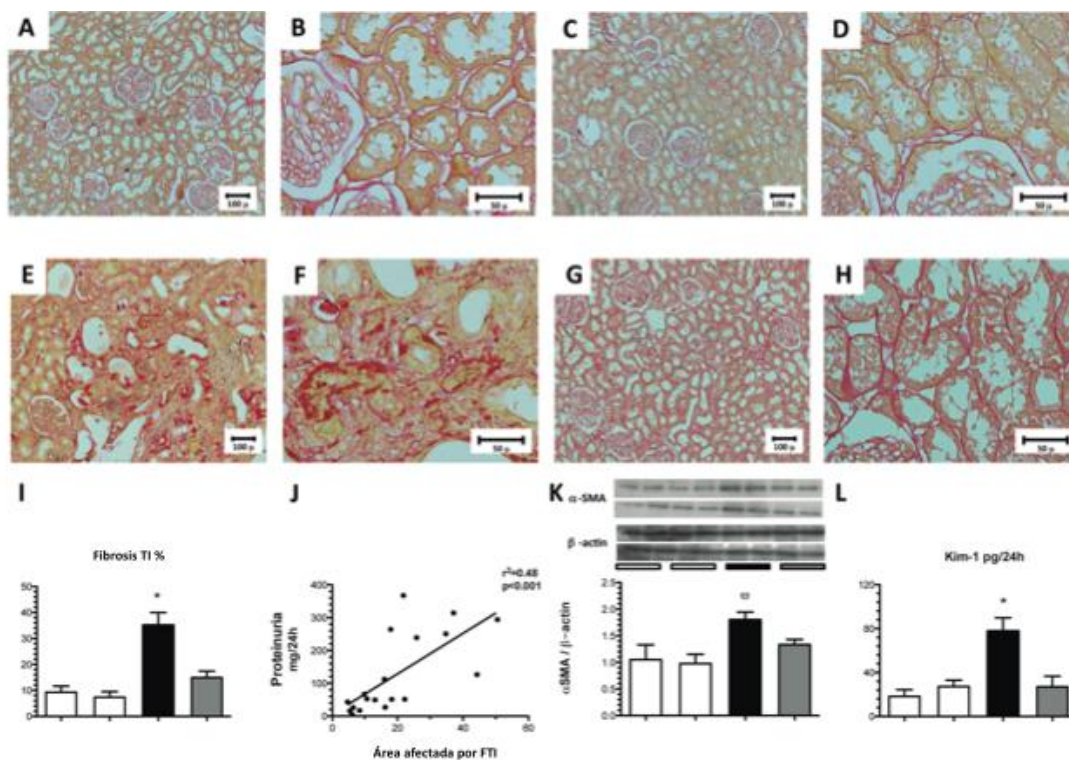 A
B
C
D
100 μ
50 μ
100 μ
50 μ
E
F
G
H
100 μ
50 μ
100 μ
50 μ
I
Fibrosis TI %
50
40
30
20
10
0
*
J
r²=0.48
p<0.001
Proteinuria
mg/24h
400
300
200
100
0
0
20
40
60
Área afectada por FTI
K
α-SMA
β -actin
αSMA / β-actin
2.5
2.0
1.5
1.0
0.5
0.0
L
Kim-1 pg/24h
120
80
40
0
*